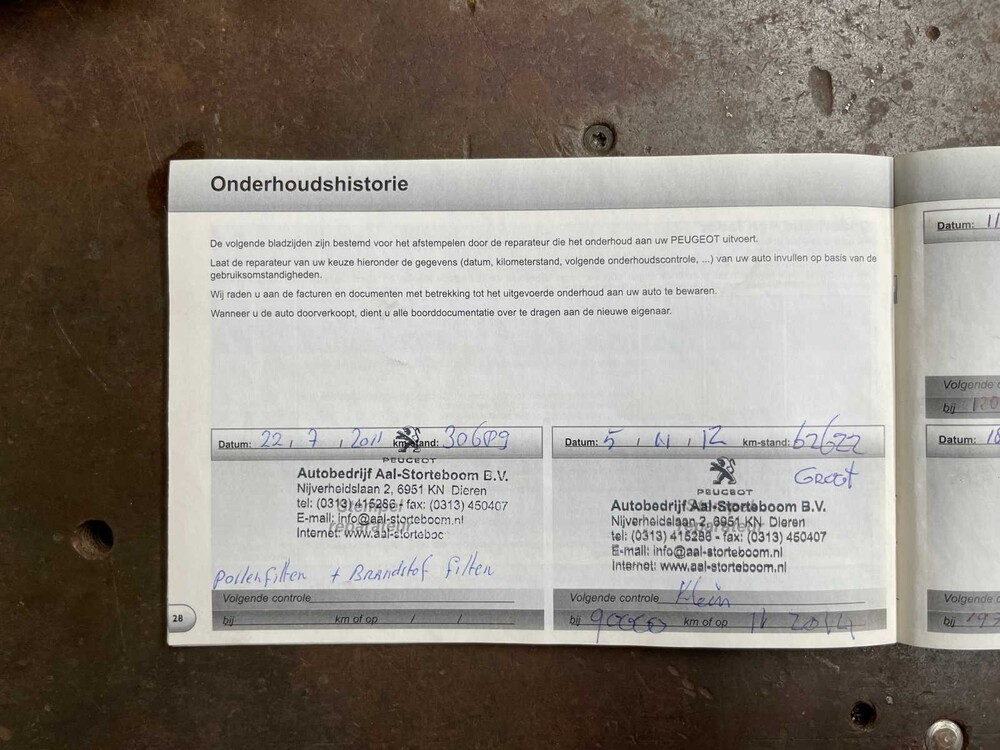 Onderhoudshistorie
De volgende bladzijden zijn bestemd voor het afstempelen door de reparateur die het onderhoud aan uw PEUGEOT uitvoert.
Laat de reparateur van uw keuze hieronder de gegevens (datum, kilometerstand, volgende onderhoudscontrole, ...) van uw auto invullen op basis van de
gebruiksomstandigheden.
Wij raden u aan de facturen en documenten met betrekking tot het uitgevoerde onderhoud aan uw auto te bewaren.
Wanneer u de auto doorverkoopt, dient u alle boorddocumentatie over te dragen aan de nieuwe eigenaar.
Datum: 22 / 7 / 2011 km-stand: 30689
PEUGEOT
Autobedrijf Aal-Storteboom B.V.
Nijverheidslaan 2, 6951 KN Dieren
tel: (0313) 415286 - fax: (0313) 450407
E-mail: info@aal-storteboom.nl
Internet: www.aal-storteboc
Stempel
reparateur
pollenfilter + Brandstof filter
Volgende controle
bij km of op / /
28
Datum: 5 / 11 / 12 km-stand: 62622
Groot
PEUGEOT
Autobedrijf Aal-Storteboom B.V.
Nijverheidslaan 2, 6951 KN Dieren
tel: (0313) 415286 - fax: (0313) 450407
E-mail: info@aal-storteboom.nl
Internet: www.aal-storteboom.nl
Volgende controle Klein
bij 90000 km of op 11 2014
Datum: 11
Volgende
bij 120
Datum: 18
Volgende
bij